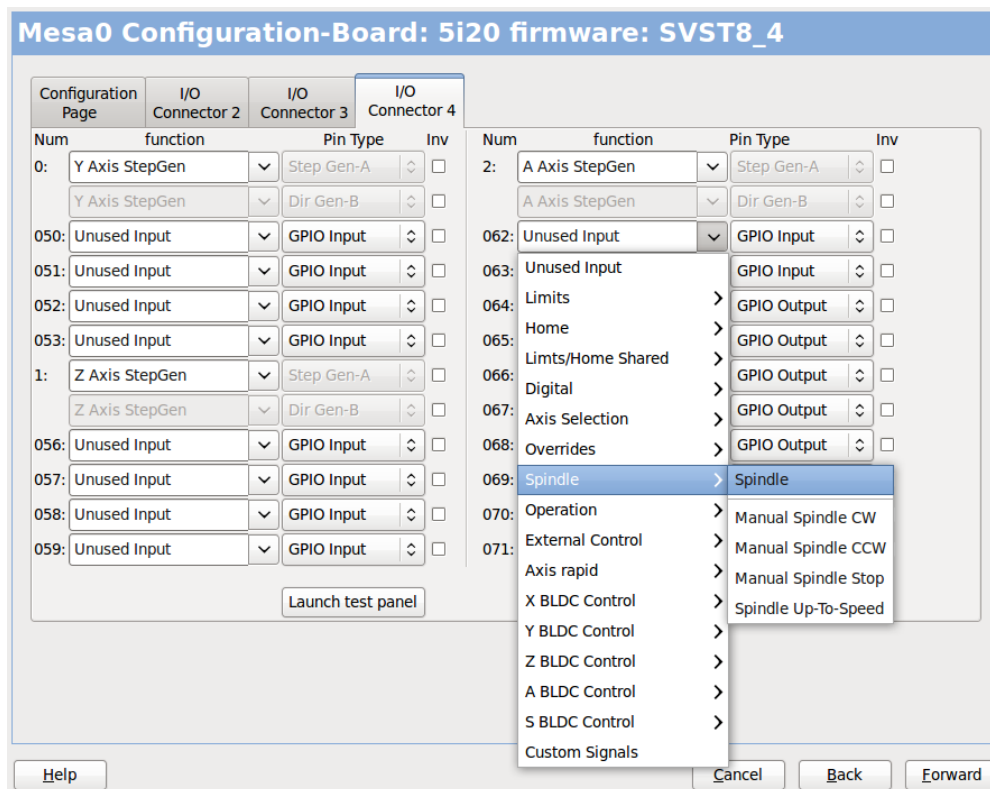 Mesa0 Configuration-Board: 5i20 firmware: SVST8_4
Configuration Page
I/O Connector 2
I/O Connector 3
I/O Connector 4
Num function Pin Type Inv
0: Y Axis StepGen Step Gen-A
Y Axis StepGen Dir Gen-B
050: Unused Input GPIO Input
051: Unused Input GPIO Input
052: Unused Input GPIO Input
053: Unused Input GPIO Input
1: Z Axis StepGen Step Gen-A
Z Axis StepGen Dir Gen-B
056: Unused Input GPIO Input
057: Unused Input GPIO Input
058: Unused Input GPIO Input
059: Unused Input GPIO Input
Launch test panel
Num function Pin Type Inv
2: A Axis StepGen Step Gen-A
A Axis StepGen Dir Gen-B
062: Unused Input GPIO Input
063: GPIO Input
064: GPIO Output
065: GPIO Output
066: GPIO Output
067: GPIO Output
068: GPIO Output
069:
070:
071:
Unused Input
Limits
Home
Limts/Home Shared
Digital
Axis Selection
Overrides
Spindle
Operation
External Control
Axis rapid
X BLDC Control
Y BLDC Control
Z BLDC Control
A BLDC Control
S BLDC Control
Custom Signals
Spindle
Manual Spindle CW
Manual Spindle CCW
Manual Spindle Stop
Spindle Up-To-Speed
Help
Cancel
Back
Forward